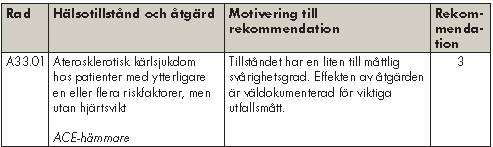 Rad
Hälsotillstånd och åtgärd
Motivering till
rekommendation
Rekom-
menda-
tion
A33.01
Aterosklerotisk kärlsjukdom
hos patienter med ytterligare
en eller flera riskfaktorer, men
utan hjärtsvikt
ACE-hämmare
Tillståndet har en liten till måttlig
svårighetsgrad. Effekten av åtgärden
är väldokumenterad för viktiga
utfallsmått.
3